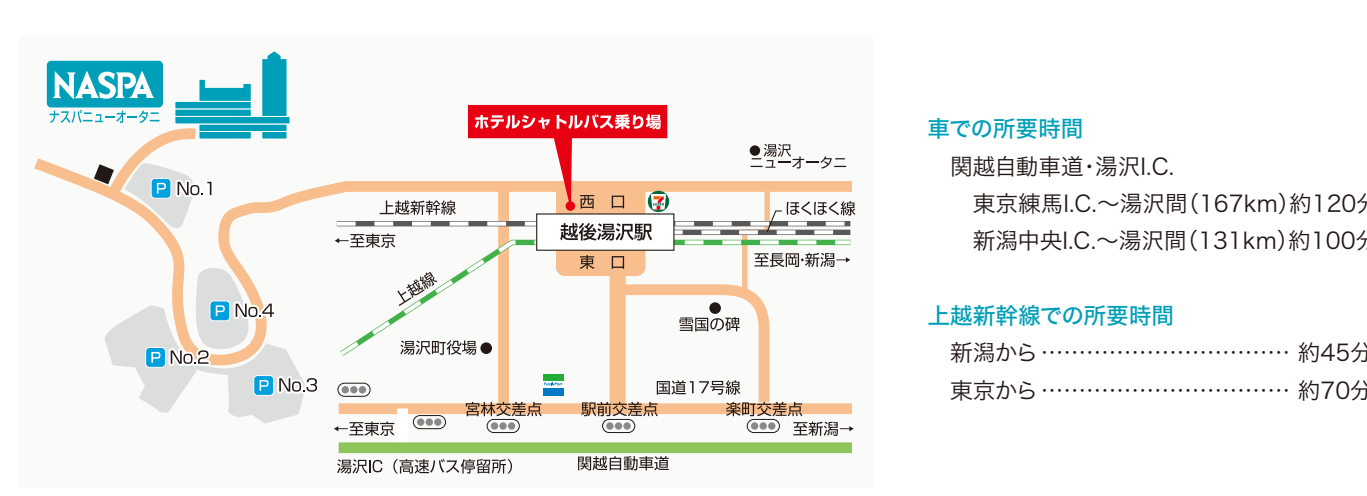 NASPA
ナスパニューオータニ
ホテルシャトルバス乗り場
湯沢
ニューオータニ
P No.1
西 口
7
上越新幹線
ほくほく線
←至東京
越後湯沢駅
東 口
至長岡・新潟→
上越線
P No.4
雪国の碑
湯沢町役場
P No.2
P No.3
FamilyMart
国道17号線
宮林交差点
駅前交差点
楽町交差点
←至東京
至新潟→
湯沢IC（高速バス停留所）
関越自動車道
車での所要時間
関越自動車道・湯沢I.C.
東京練馬I.C.～湯沢間（167km）約120分
新潟中央I.C.～湯沢間（131km）約100分
上越新幹線での所要時間
新潟から ································· 約45分
東京から ································· 約70分